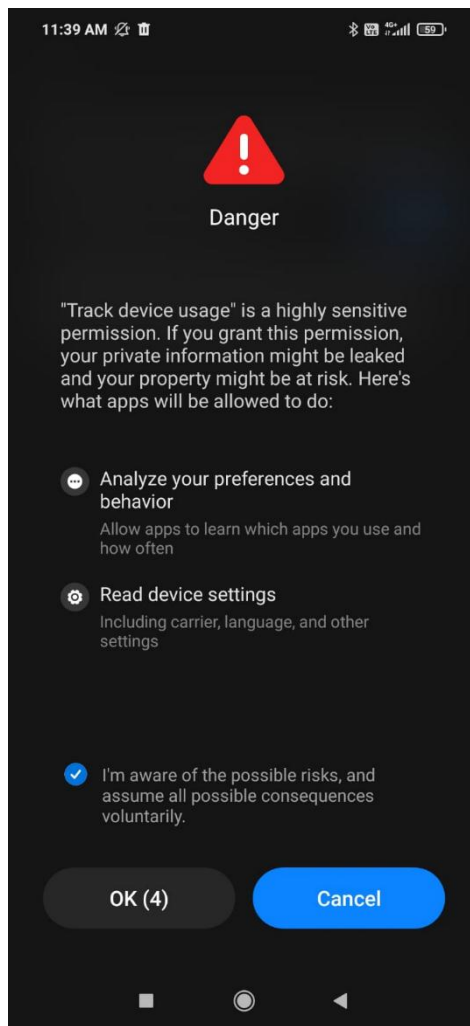 11:39 AM
Vo LTE 4G+ 59
Danger
"Track device usage" is a highly sensitive
permission. If you grant this permission,
your private information might be leaked
and your property might be at risk. Here's
what apps will be allowed to do:
Analyze your preferences and
behavior
Allow apps to learn which apps you use and
how often
Read device settings
Including carrier, language, and other
settings
I'm aware of the possible risks, and
assume all possible consequences
voluntarily.
OK (4)
Cancel